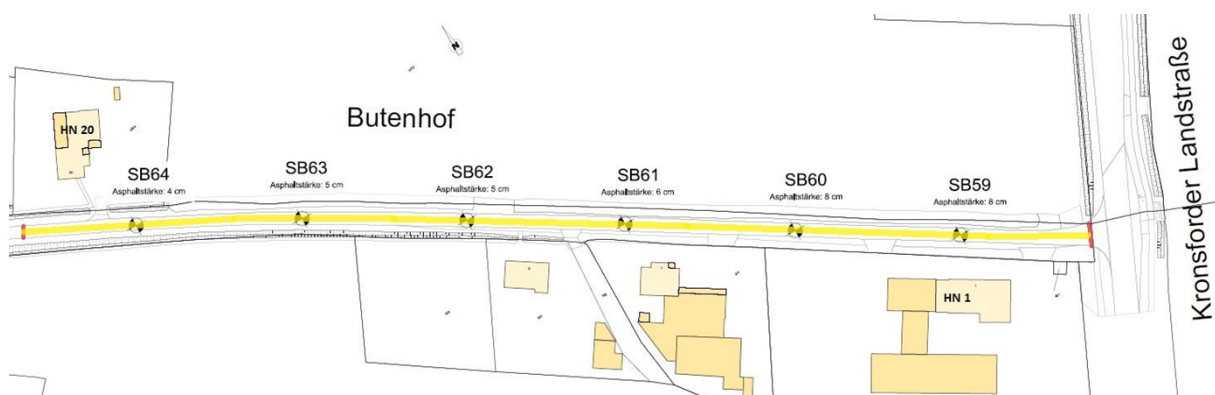 N
Kronsforder Landstraße
Butenhof
HN 20
SB64
Asphaltstärke: 4 cm
SB63
Asphaltstärke: 5 cm
SB62
Asphaltstärke: 5 cm
SB61
Asphaltstärke: 6 cm
SB60
Asphaltstärke: 8 cm
SB59
Asphaltstärke: 8 cm
HN 1